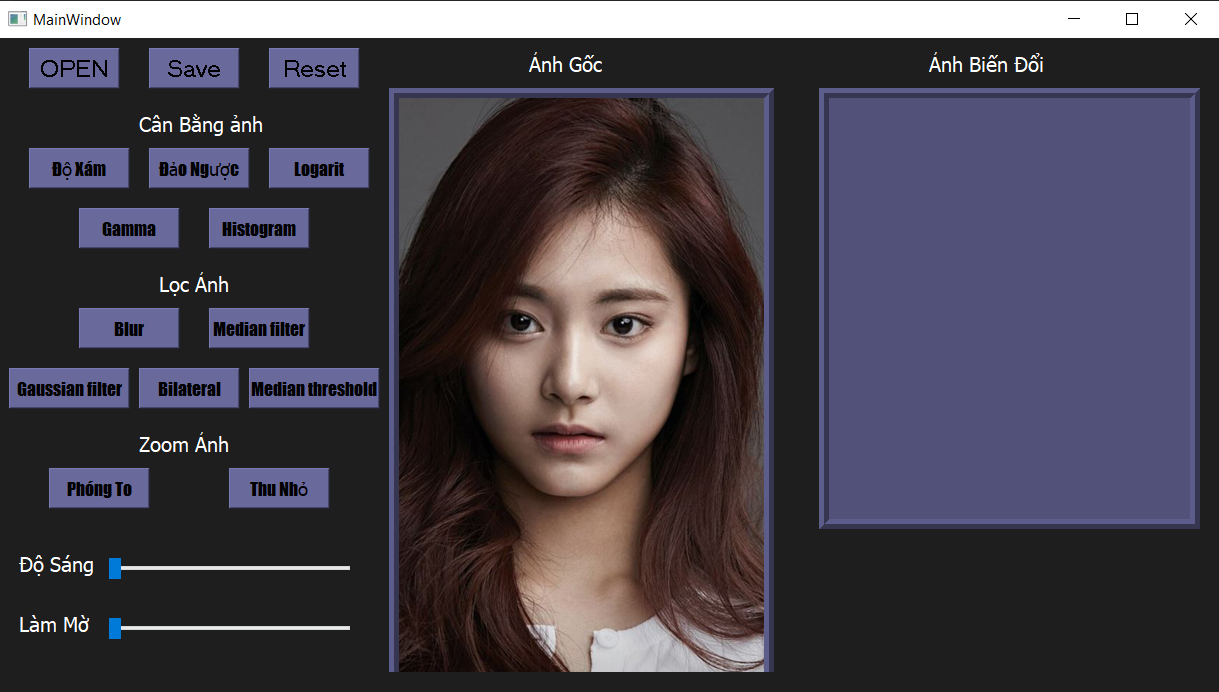 MainWindow
OPEN Save Reset
Ảnh Gốc
Ảnh Biến Đổi
Cân Bằng ảnh
Độ Xám Đảo Ngược Logarit
Gamma Histogram
Lọc Ảnh
Blur Median filter
Gaussian filter Bilateral Median threshold
Zoom Ảnh
Phóng To Thu Nhỏ
Độ Sáng
Làm Mờ